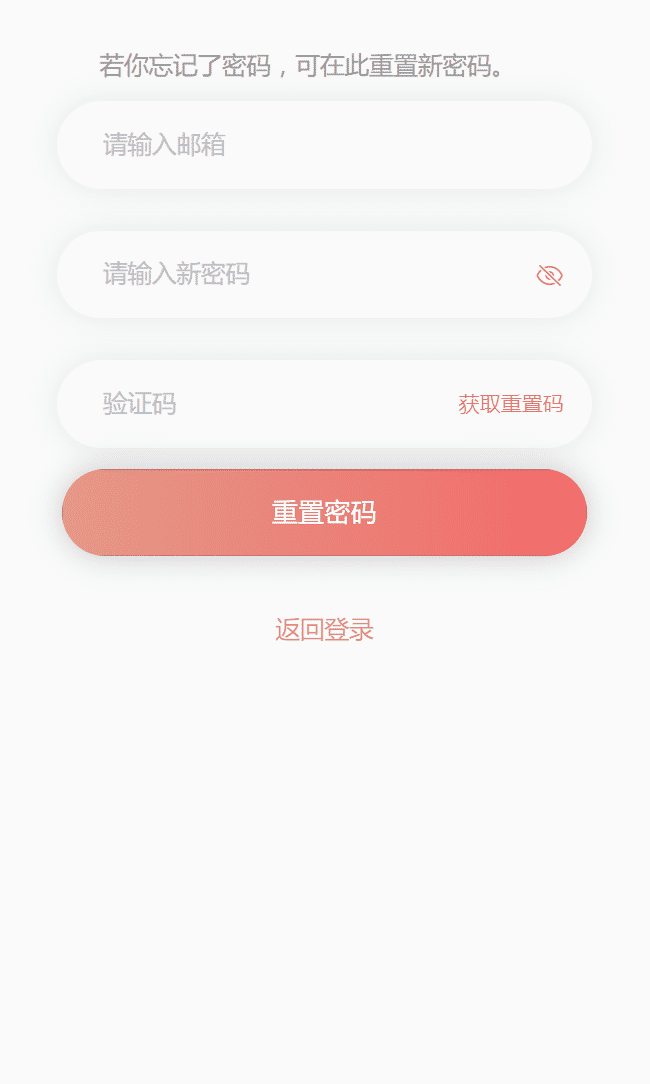 若你忘记了密码，可在此重置新密码。
请输入邮箱
请输入新密码
验证码 获取重置码
重置密码
返回登录